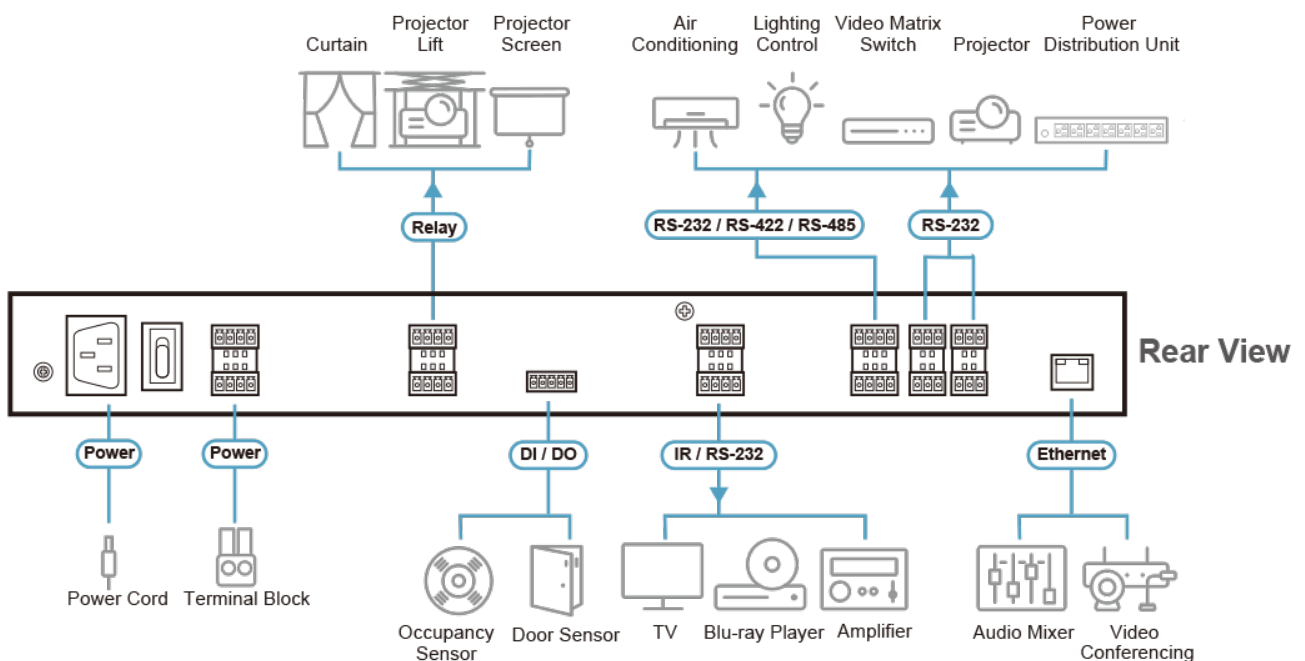 Curtain
Projector
Lift
Projector
Screen
Air
Conditioning
Lighting
Control
Video Matrix
Switch
Projector
Power
Distribution Unit
Relay
RS-232 / RS-422 / RS-485
RS-232
Rear View
Power
Power
DI / DO
IR / RS-232
Ethernet
Power Cord
Terminal Block
Occupancy
Sensor
Door Sensor
TV
Blu-ray Player
Amplifier
Audio Mixer
Video
Conferencing